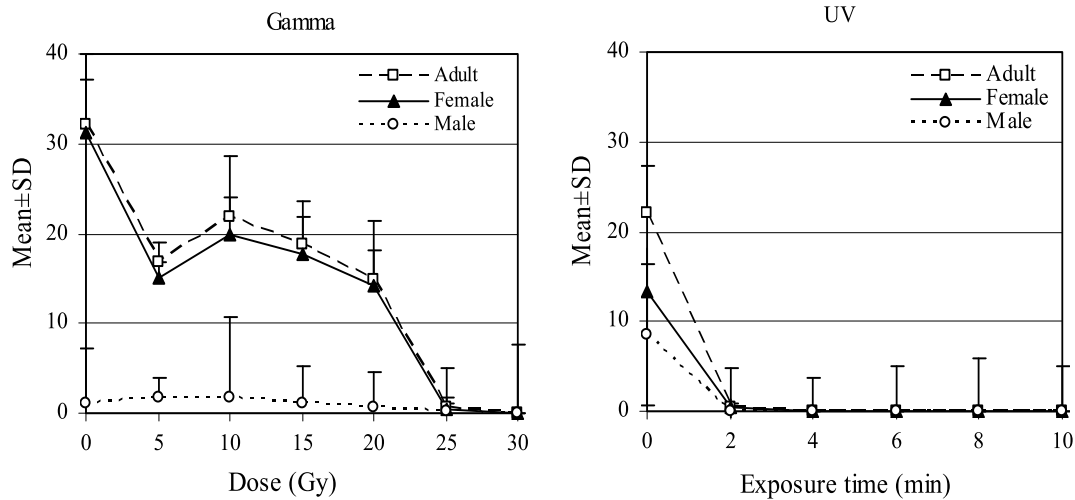 Gamma
Mean±SD
40
30
20
10
0
Adult
Female
Male
0 5 10 15 20 25 30
Dose (Gy)
UV
Mean±SD
40
30
20
10
0
Adult
Female
Male
0 2 4 6 8 10
Exposure time (min)